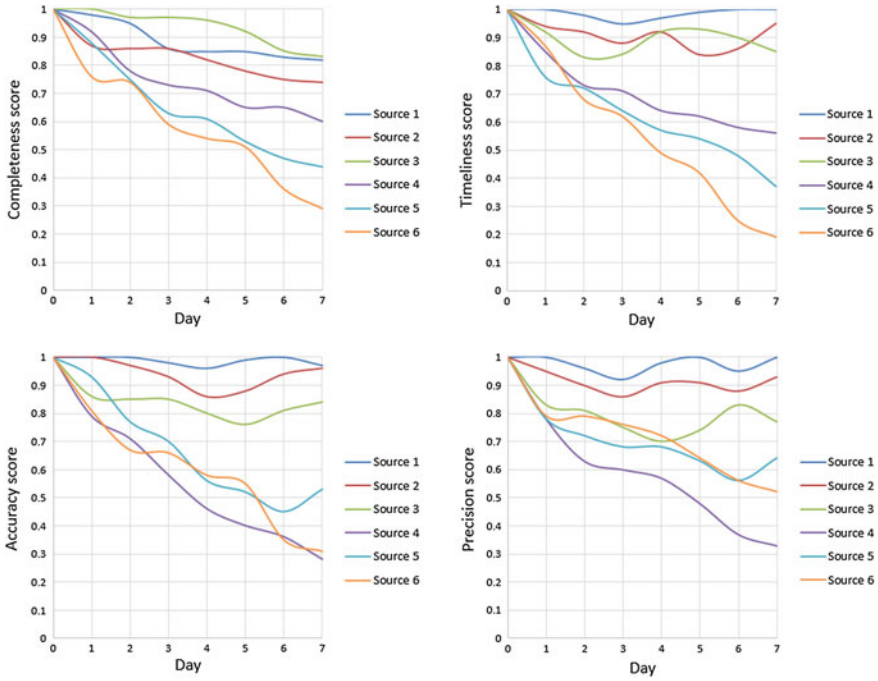 Completeness score
1
0.9
0.8
0.7
0.6
0.5
0.4
0.3
0.2
0.1
0
0 1 2 3 4 5 6 7
Day
Source 1
Source 2
Source 3
Source 4
Source 5
Source 6
Timeliness score
1
0.9
0.8
0.7
0.6
0.5
0.4
0.3
0.2
0.1
0
0 1 2 3 4 5 6 7
Day
Source 1
Source 2
Source 3
Source 4
Source 5
Source 6
Accuracy score
1
0.9
0.8
0.7
0.6
0.5
0.4
0.3
0.2
0.1
0
0 1 2 3 4 5 6 7
Day
Source 1
Source 2
Source 3
Source 4
Source 5
Source 6
Precision score
1
0.9
0.8
0.7
0.6
0.5
0.4
0.3
0.2
0.1
0
0 1 2 3 4 5 6 7
Day
Source 1
Source 2
Source 3
Source 4
Source 5
Source 6